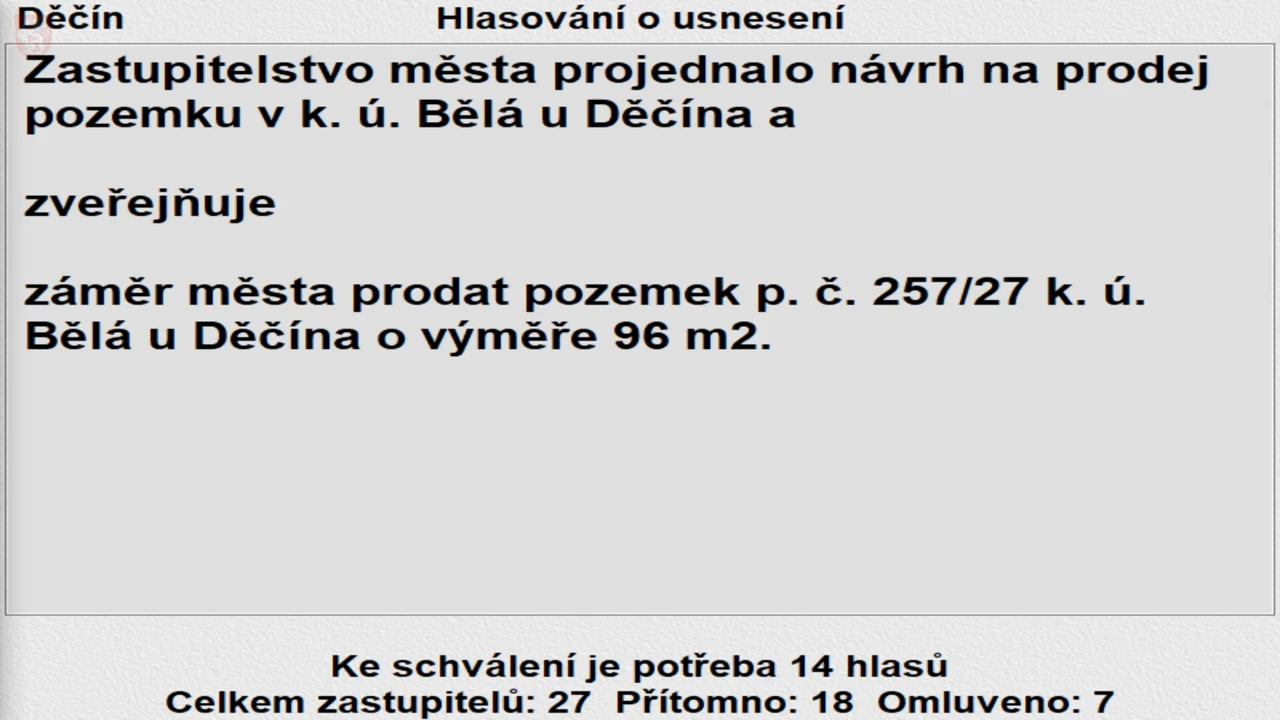 Děčín
Hlasování o usnesení
Zastupitelstvo města projednalo návrh na prodej
pozemku v k. ú. Bělá u Děčína a
zveřejňuje
záměr města prodat pozemek p. č. 257/27 k. ú.
Bělá u Děčína o výměře 96 m2.
Ke schválení je potřeba 14 hlasů
Celkem zastupitelů: 27 Přítomno: 18 Omluveno: 7